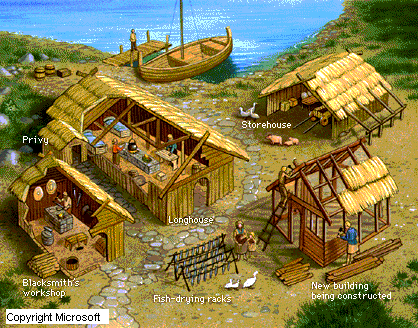 Storehouse
Privy
Longhouse
Blacksmith's
workshop
Fish-drying racks
New building
being constructed
Copyright Microsoft